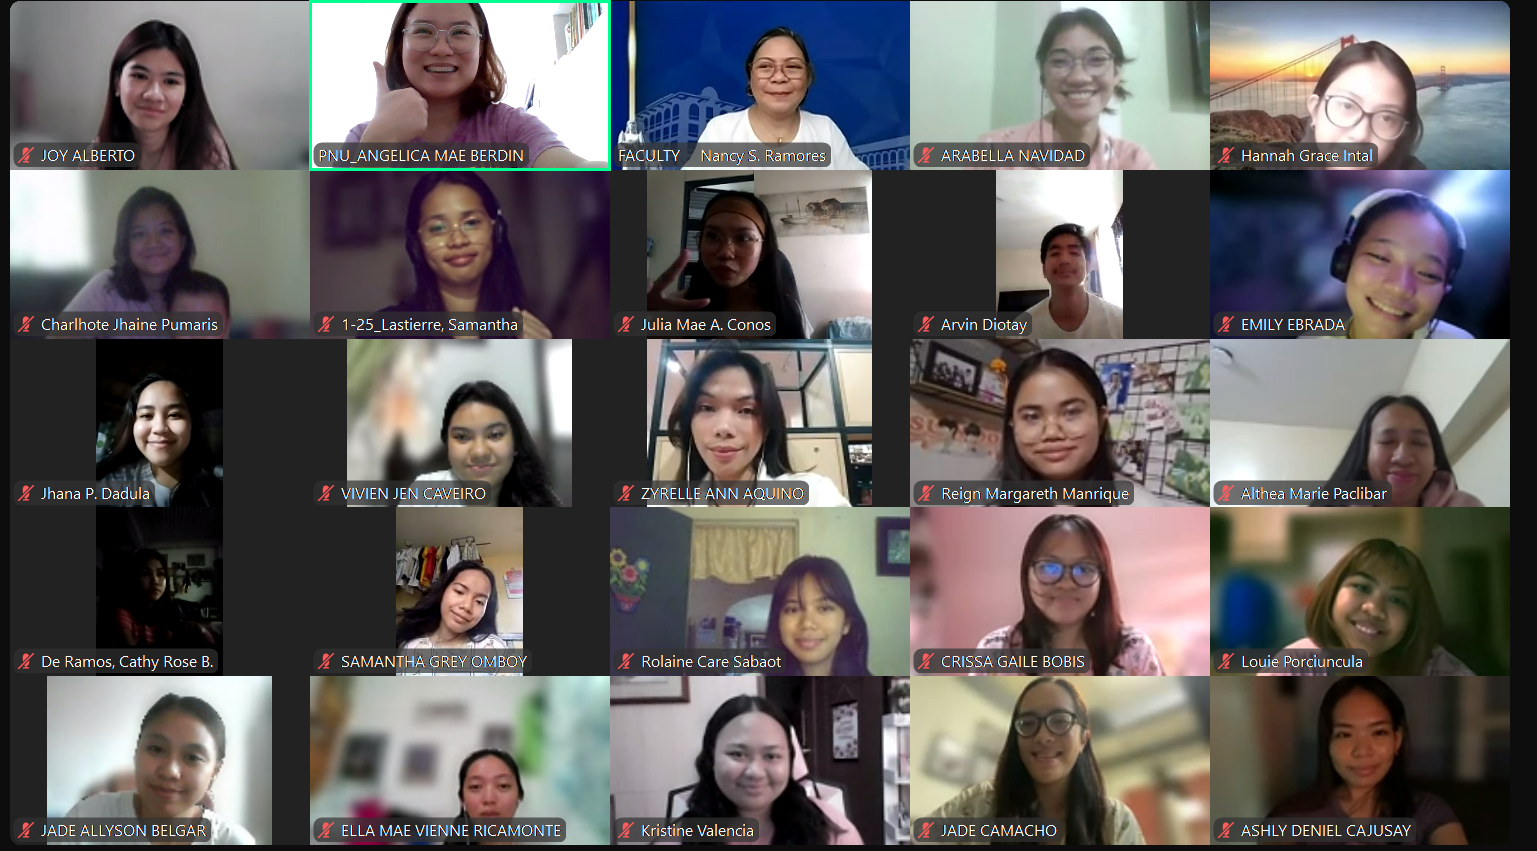 JOY ALBERTO
PNU_ANGELICA MAE BERDIN
FACULTY Nancy S. Ramores
ARABELLA NAVIDAD
Hannah Grace Intal
Charlhote Jhaine Pumaris
1-25_Lastierre, Samantha
Julia Mae A. Conos
Arvin Diotay
EMILY EBRADA
Jhana P. Dadula
VIVIEN JEN CAVEIRO
ZYRELLE ANN AQUINO
Reign Margareth Manrique
Althea Marie Paclibar
De Ramos, Cathy Rose B.
SAMANTHA GREY OMBOY
Rolaine Care Sabaot
CRISSA GAILE BOBIS
Louie Porciuncula
JADE ALLYSON BELGAR
ELLA MAE VIENNE RICAMONTE
Kristine Valencia
JADE CAMACHO
ASHLY DENIEL CAJUSAY